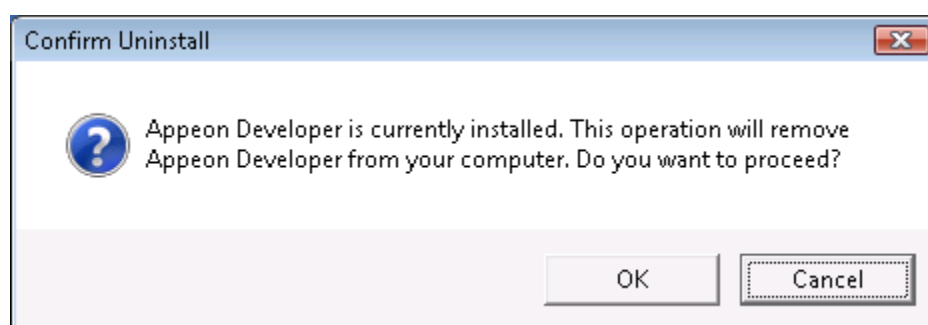 Confirm Uninstall
Appeon Developer is currently installed. This operation will remove
Appeon Developer from your computer. Do you want to proceed?
OK
Cancel